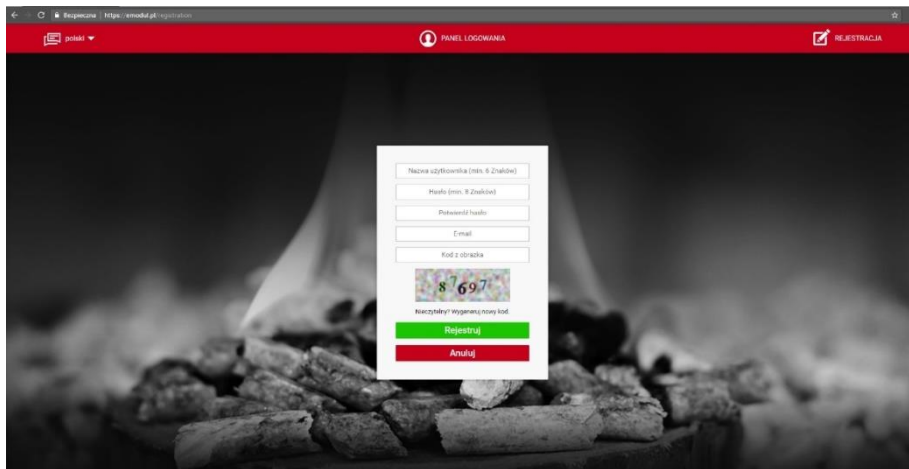 Bezpieczna | https://emodul.pl/registration
polski
PANEL LOGOWANIA
REJESTRACJA
Nazwa użytkownika (min. 6 Znaków)
Hasło (min. 8 Znaków)
Potwierdź hasło
E-mail
Kod z obrazka
87697
Nieczytelny? Wygeneruj nowy kod.
Rejestruj
Anuluj